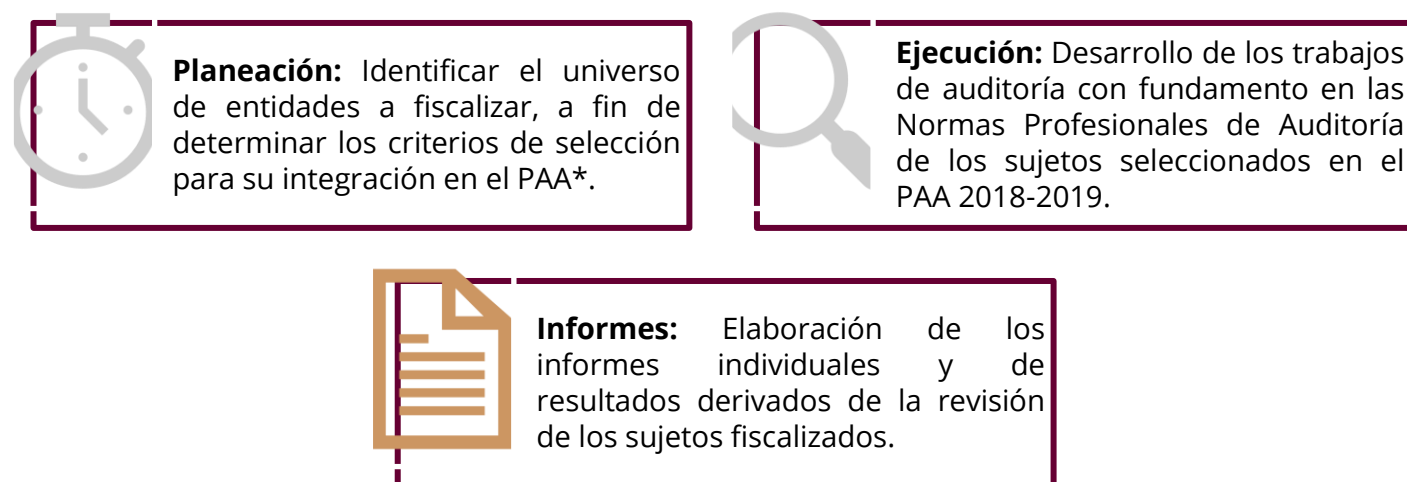 Planeación: Identificar el universo
de entidades a fiscalizar, a fin de
determinar los criterios de selección
para su integración en el PAA*.
Ejecución: Desarrollo de los trabajos
de auditoría con fundamento en las
Normas Profesionales de Auditoría
de los sujetos seleccionados en el
PAA 2018-2019.
Informes: Elaboración de los
informes individuales y de
resultados derivados de la revisión
de los sujetos fiscalizados.